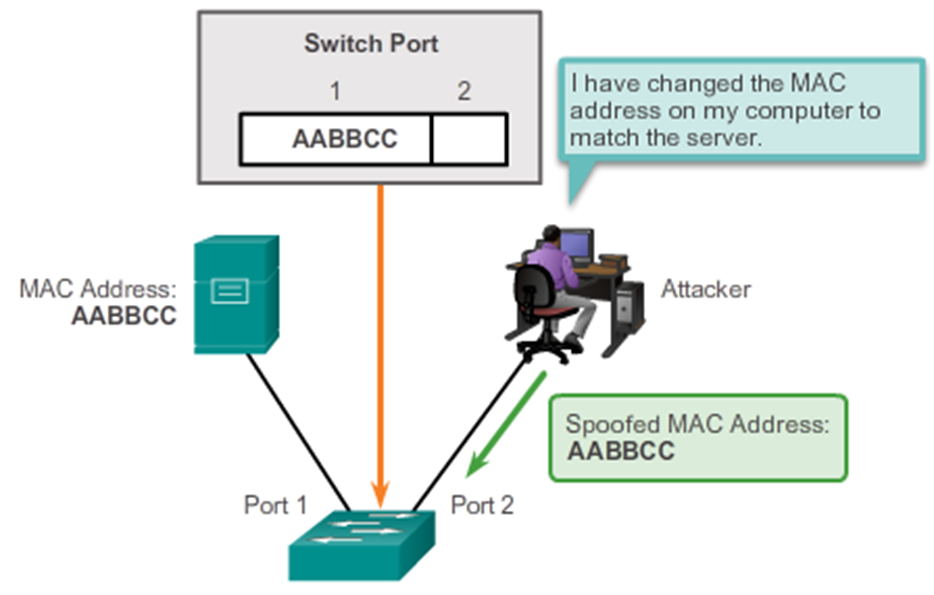 Switch Port
1 2
AABBCC
I have changed the MAC
address on my computer to
match the server.
MAC Address:
AABBCC
Attacker
Spoofed MAC Address:
AABBCC
Port 1
Port 2